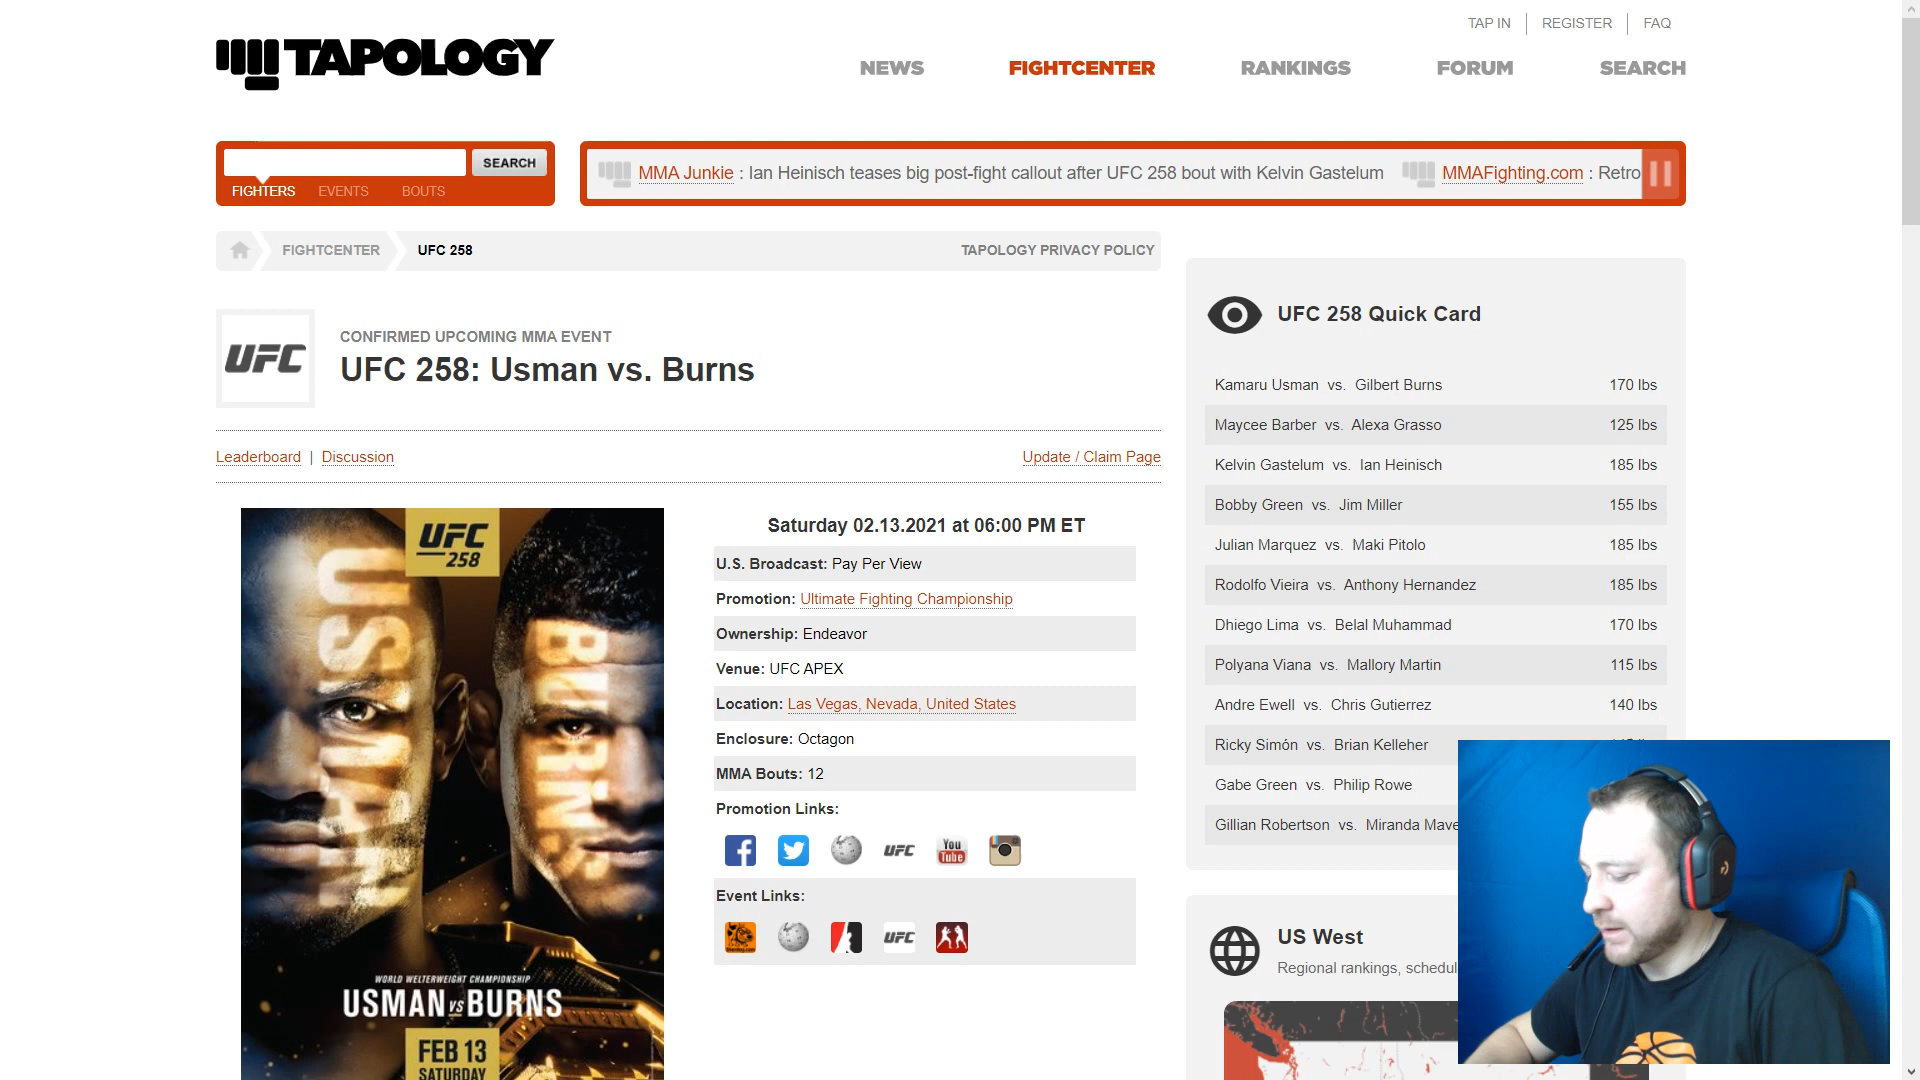 TAP IN
REGISTER
FAQ
TAPOLOGY
NEWS
FIGHTCENTER
RANKINGS
FORUM
SEARCH
SEARCH
FIGHTERS
EVENTS
BOUTS
MMA Junkie : Ian Heinisch teases big post-fight callout after UFC 258 bout with Kelvin Gastelum
MMAFighting.com : Retro
FIGHTCENTER
UFC 258
TAPOLOGY PRIVACY POLICY
UFC
CONFIRMED UPCOMING MMA EVENT
UFC 258: Usman vs. Burns
Leaderboard | Discussion
Update / Claim Page
UFC
258
USMAN
BURNS
WORLD WELTERWEIGHT CHAMPIONSHIP
USMAN VS BURNS
FEB 13
SATURDAY
Saturday 02.13.2021 at 06:00 PM ET
U.S. Broadcast: Pay Per View
Promotion: Ultimate Fighting Championship
Ownership: Endeavor
Venue: UFC APEX
Location: Las Vegas, Nevada, United States
Enclosure: Octagon
MMA Bouts: 12
Promotion Links:
UFC
You
Tube
Event Links:
UFC
UFC 258 Quick Card
Kamaru Usman vs. Gilbert Burns 170 lbs
Maycee Barber vs. Alexa Grasso 125 lbs
Kelvin Gastelum vs. Ian Heinisch 185 lbs
Bobby Green vs. Jim Miller 155 lbs
Julian Marquez vs. Maki Pitolo 185 lbs
Rodolfo Vieira vs. Anthony Hernandez 185 lbs
Dhiego Lima vs. Belal Muhammad 170 lbs
Polyana Viana vs. Mallory Martin 115 lbs
Andre Ewell vs. Chris Gutierrez 140 lbs
Ricky Simón vs. Brian Kelleher
Gabe Green vs. Philip Rowe
Gillian Robertson vs. Miranda Mave
US West
Regional rankings, schedul